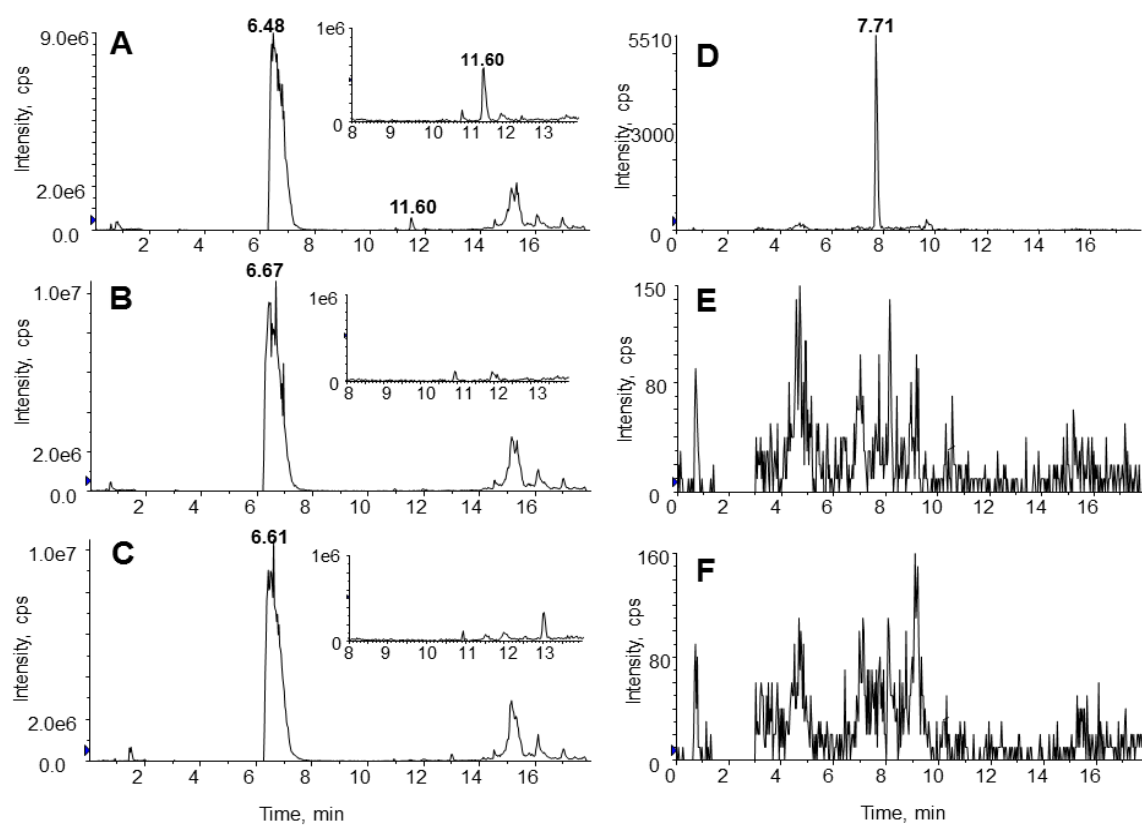 A
6.48
9.0e6
2.0e6
0.0
Intensity, cps
11.60
2 4 6 8 10 12 14 16
1e6
0
11.60
8 9 10 11 12 13
D
7.71
5510
3000
0
Intensity, cps
0 2 4 6 8 10 12 14 16
B
6.67
1.0e7
2.0e6
0.0
Intensity, cps
2 4 6 8 10 12 14 16
1e6
0
8 9 10 11 12 13
E
150
80
0
Intensity, cps
0 2 4 6 8 10 12 14 16
C
6.61
1.0e7
2.0e6
0.0
Intensity, cps
2 4 6 8 10 12 14 16
1e6
0
8 9 10 11 12 13
Time, min
F
160
80
0
Intensity, cps
0 2 4 6 8 10 12 14 16
Time, min